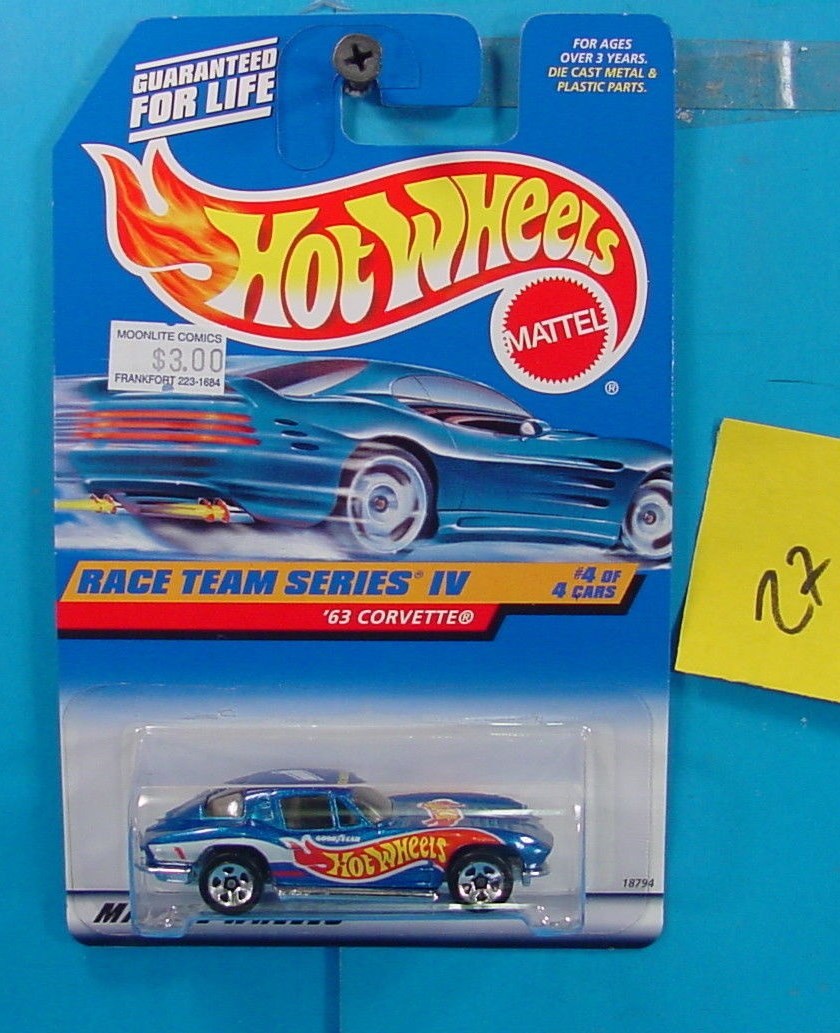 GUARANTEED
FOR LIFE
FOR AGES
OVER 3 YEARS.
DIE CAST METAL &
PLASTIC PARTS.
HOT WHEELS
MATTEL
®
MOONLITE COMICS
$3.00
FRANKFORT 223-1684
RACE TEAM SERIES® IV
#4 OF
4 CARS
'63 CORVETTE®
27
GOODYEAR
HOT WHEELS
1
18794